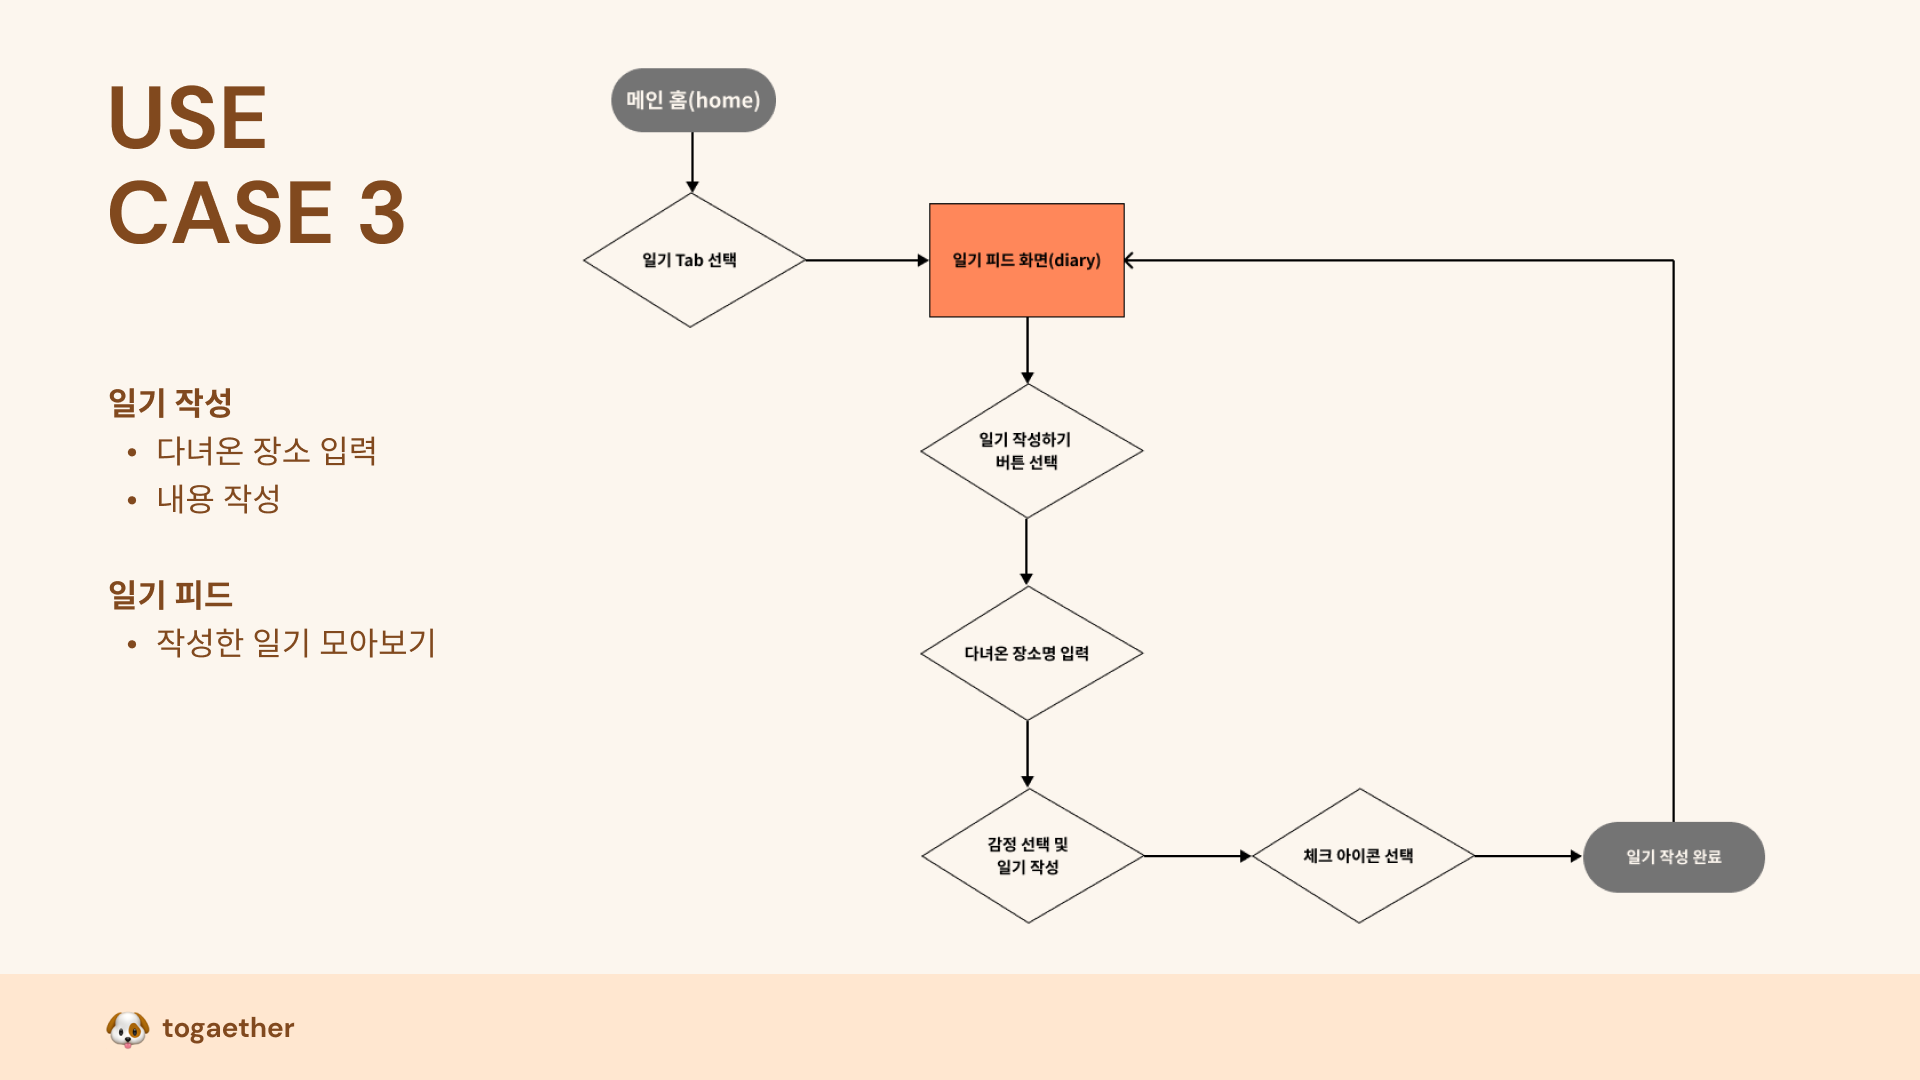 USE
CASE 3
일기 작성
• 다녀온 장소 입력
• 내용 작성
일기 피드
• 작성한 일기 모아보기
메인 홈(home)
일기 Tab 선택
일기 피드 화면(diary)
일기 작성하기
버튼 선택
다녀온 장소명 입력
감정 선택 및
일기 작성
체크 아이콘 선택
일기 작성 완료
togaether